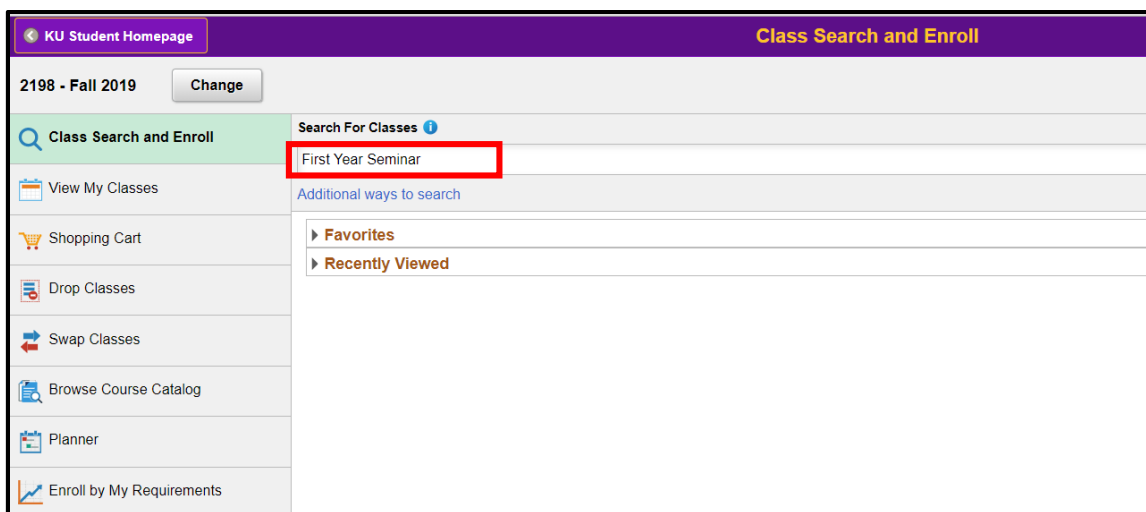 KU Student Homepage
Class Search and Enroll
2198 - Fall 2019
Change
Class Search and Enroll
View My Classes
Shopping Cart
Drop Classes
Swap Classes
Browse Course Catalog
Planner
Enroll by My Requirements
Search For Classes
First Year Seminar
Additional ways to search
Favorites
Recently Viewed